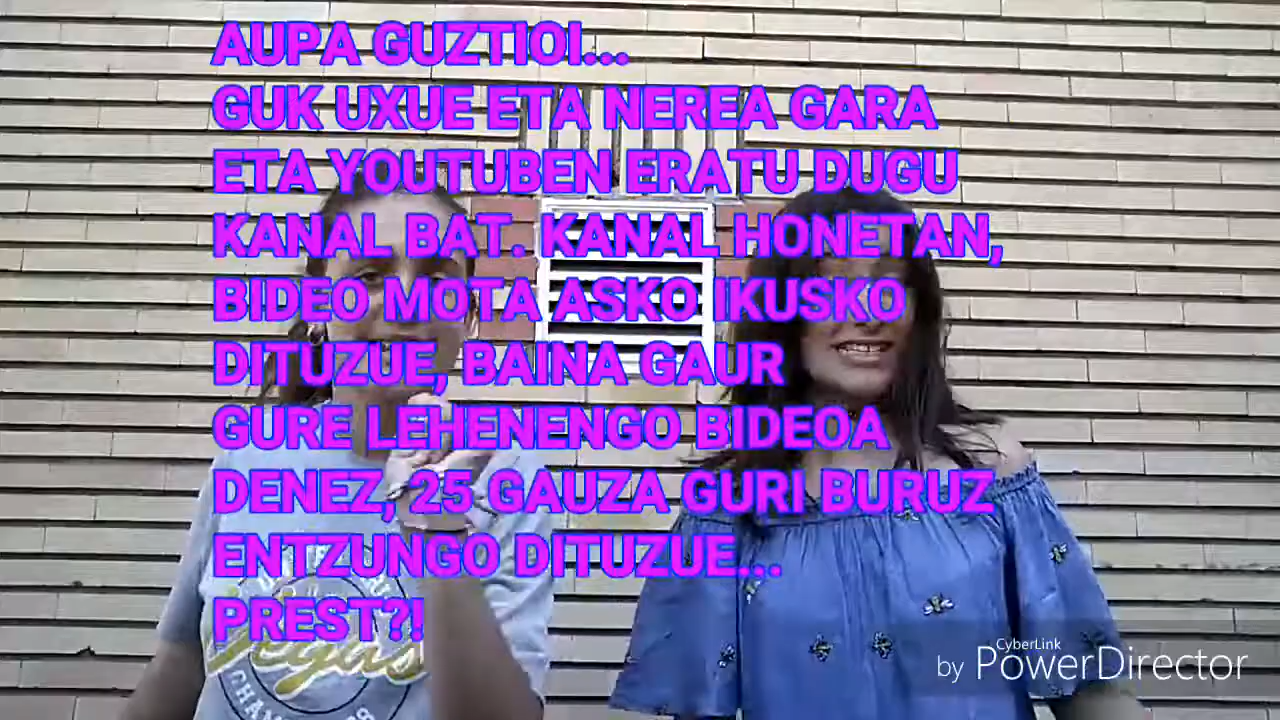 AUPA GUZTIOI...
GUK UXUE ETA NEREA GARA
ETA YOUTUBEN ERATU DUGU
KANAL BAT. KANAL HONETAN,
BIDEO MOTA ASKO IKUSKO
DITUZUE, BAINA GAUR
GURE LEHENENGO BIDEOA
DENEZ, 25 GAUZA GURI BURUZ
ENTZUNGO DITUZUE...
PREST?!
CyberLink
by PowerDirector